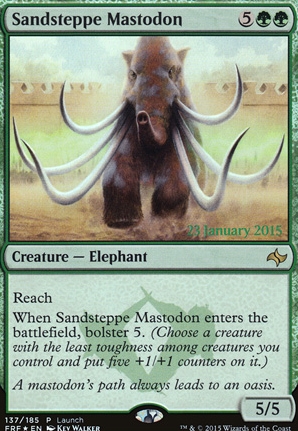 Sandsteppe Mastodon 5
23 January 2015
Creature — Elephant
Reach
When Sandsteppe Mastodon enters the
battlefield, bolster 5. (Choose a creature
with the least toughness among creatures you
control and put five +1/+1 counters on it.)
A mastodon's path always leads to an oasis.
5/5
137/185 P Launch
FRF ★ EN Key Walker
™ & © 2015 Wizards of the Coast